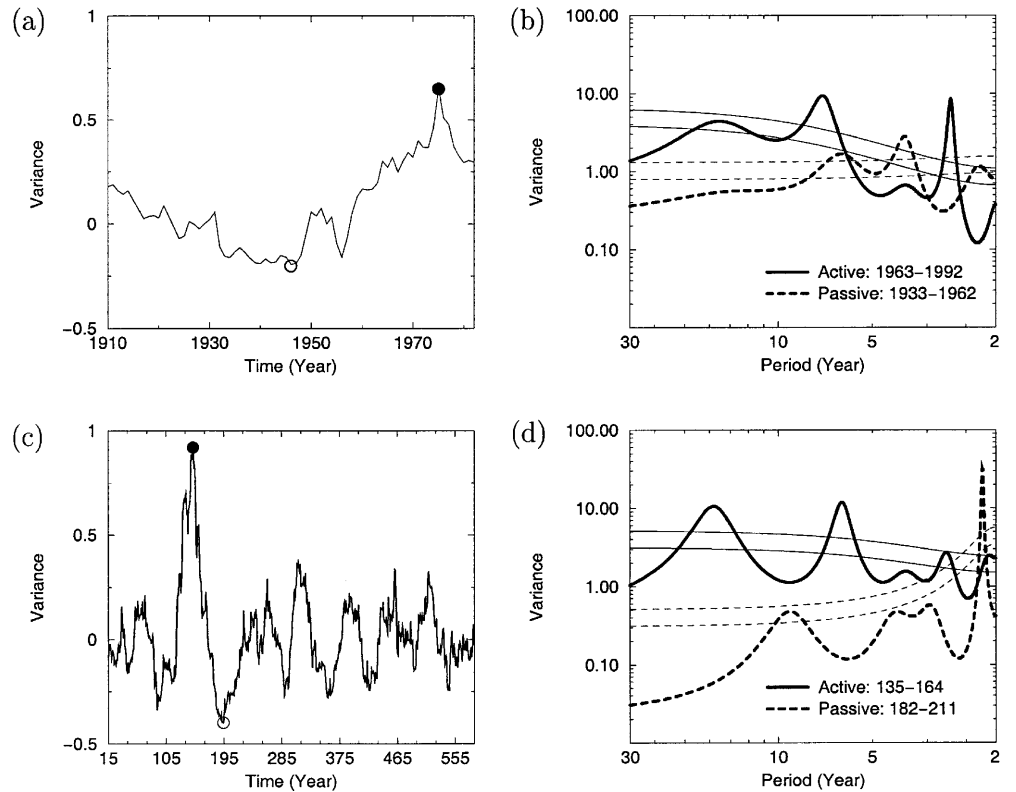 (a)
Variance
1
0.5
0
−0.5
1910 1930 1950 1970
Time (Year)
(b)
Variance
100.00
10.00
1.00
0.10
Active: 1963−1992
Passive: 1933−1962
30 10 5 2
Period (Year)
(c)
Variance
1
0.5
0
−0.5
15 105 195 285 375 465 555
Time (Year)
(d)
Variance
100.00
10.00
1.00
0.10
Active: 135−164
Passive: 182−211
30 10 5 2
Period (Year)